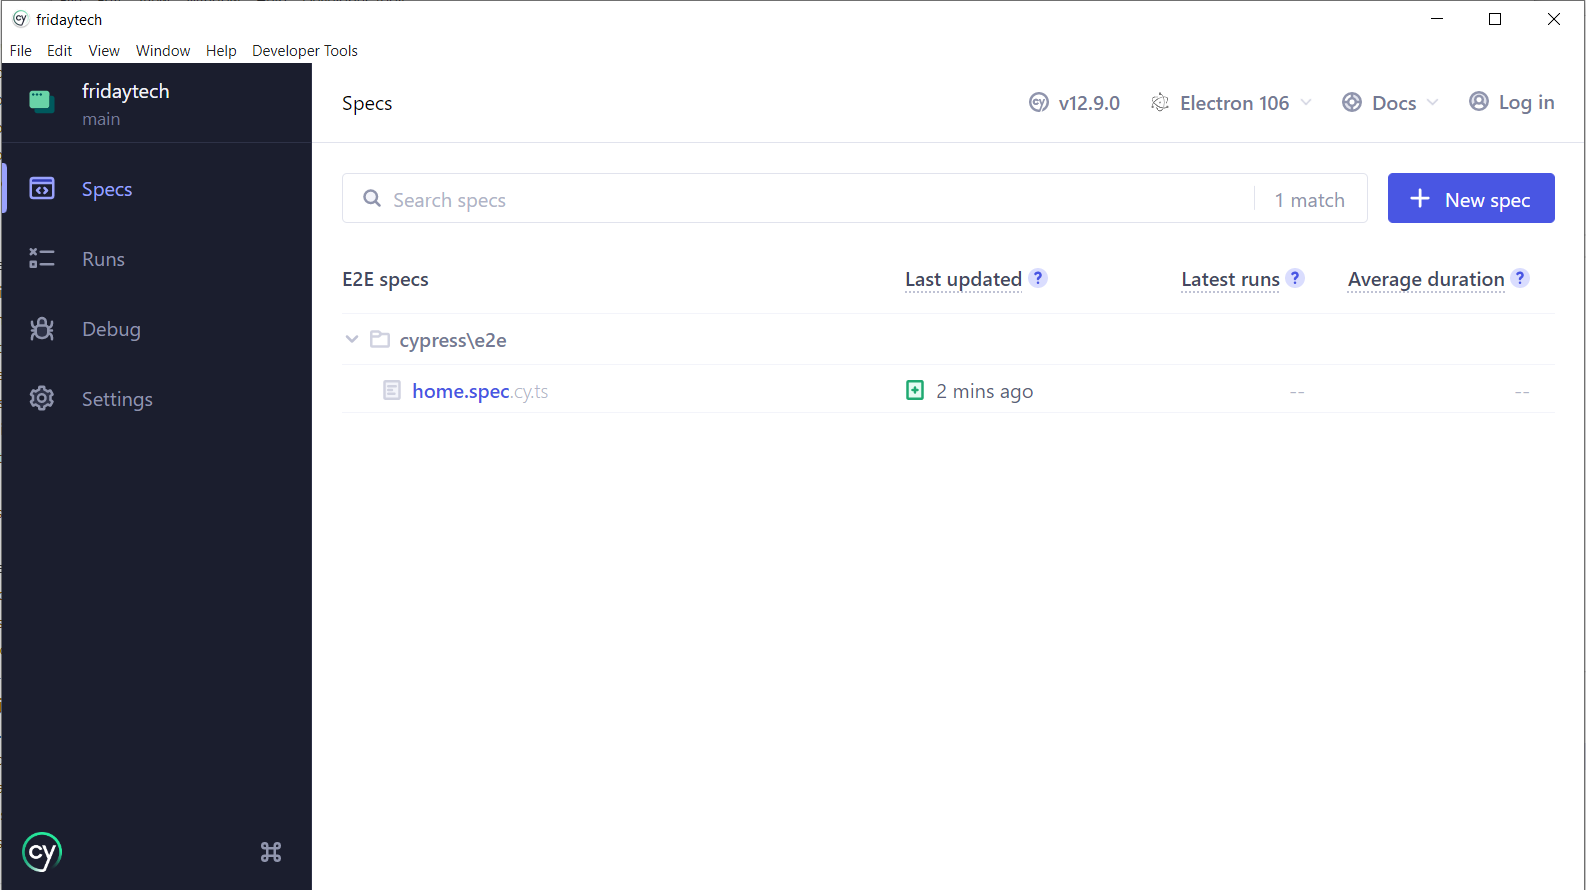 fridaytech
File Edit View Window Help Developer Tools
fridaytech
main
Specs
Runs
Debug
Settings
cy
Specs
cy v12.9.0 Electron 106 Docs Log in
Search specs 1 match + New spec
E2E specs Last updated ? Latest runs ? Average duration ?
cypress\e2e
home.spec.cy.ts 2 mins ago -- --